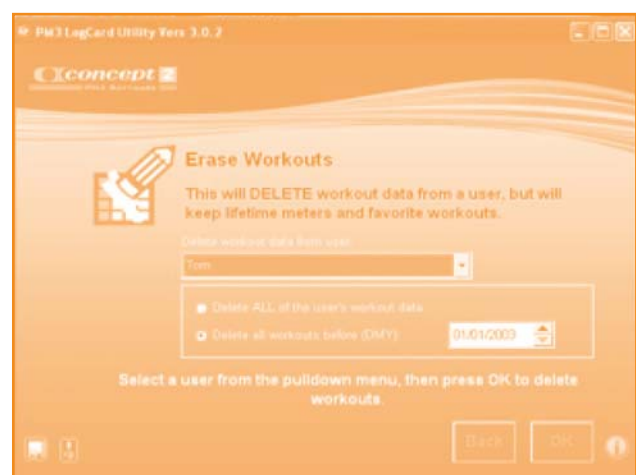 PM3 LogCard Utility Vers 3.0.2
concept 2
Erase Workouts
This will DELETE workout data from a user, but will
keep lifetime meters and favorite workouts.
Delete workout data from user
Tom
Delete ALL of the user's workout data
Delete all workouts before (DMY)
01/01/2003
Select a user from the pulldown menu, then press OK to delete
workouts.
Back
OK